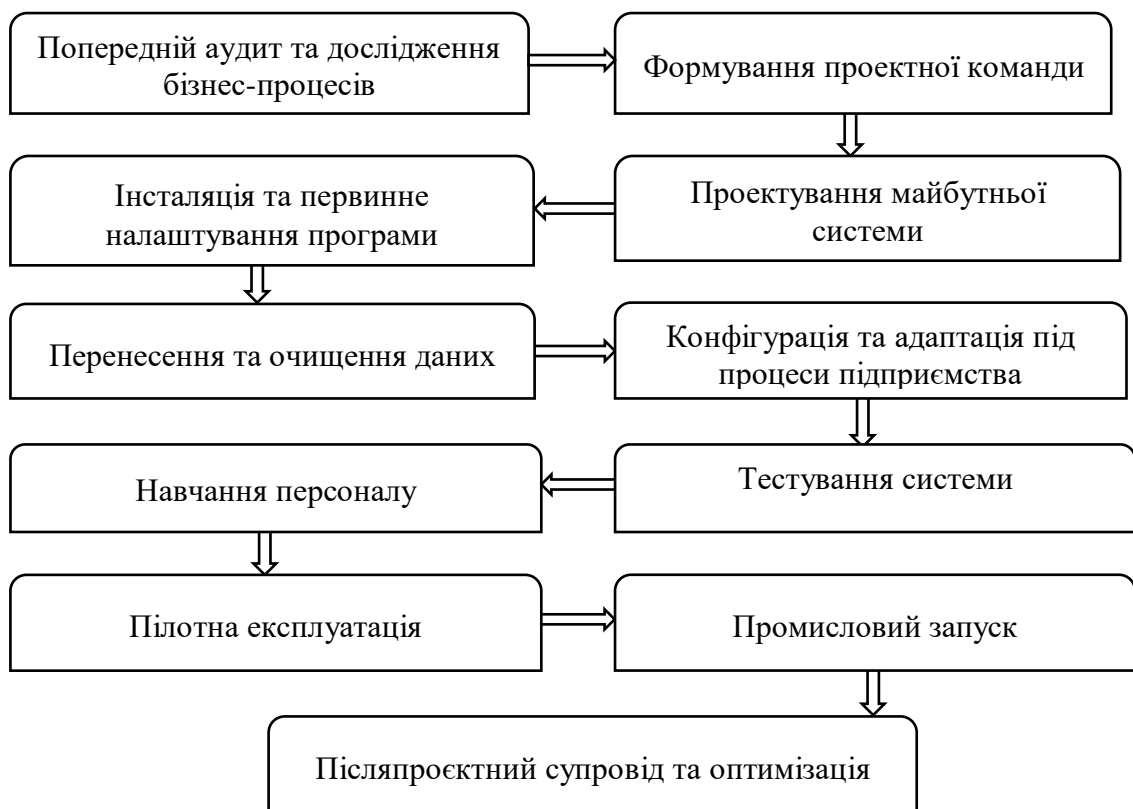 Попередній аудит та дослідження
бізнес-процесів
Формування проектної команди
Проектування майбутньої
системи
Інсталяція та первинне
налаштування програми
Перенесення та очищення даних
Конфігурація та адаптація під
процеси підприємства
Тестування системи
Навчання персоналу
Пілотна експлуатація
Промисловий запуск
Післяпроєктний супровід та оптимізація